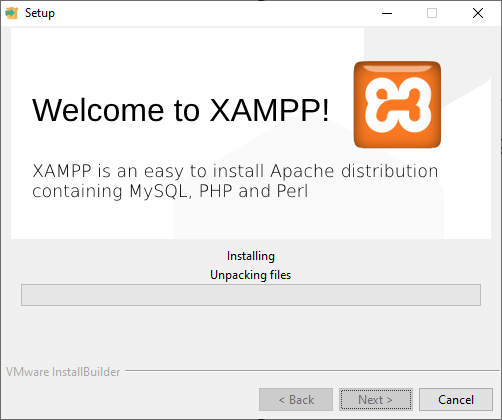 Setup
Welcome to XAMPP!
XAMPP is an easy to install Apache distribution
containing MySQL, PHP and Perl
Installing
Unpacking files
VMware InstallBuilder
< Back
Next >
Cancel